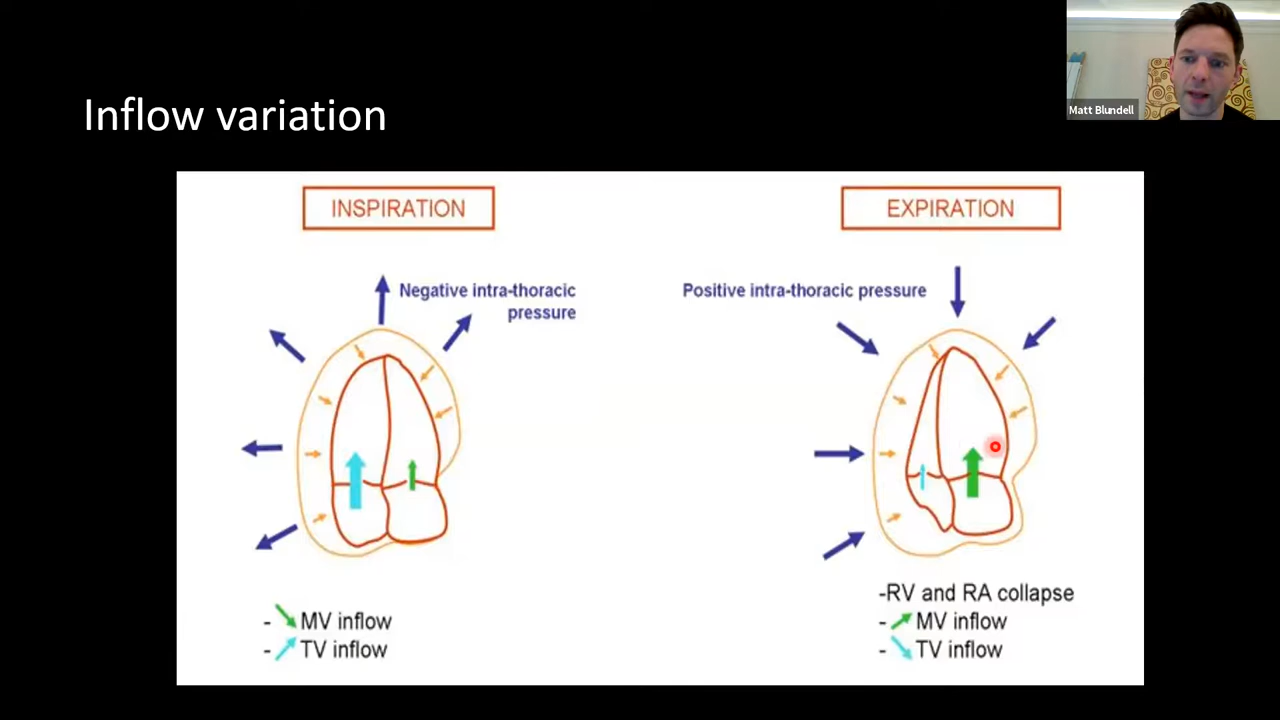 Matt Blundell
Inflow variation
INSPIRATION
Negative intra-thoracic
pressure
- MV inflow
- TV inflow
EXPIRATION
Positive intra-thoracic pressure
-RV and RA collapse
- MV inflow
- TV inflow